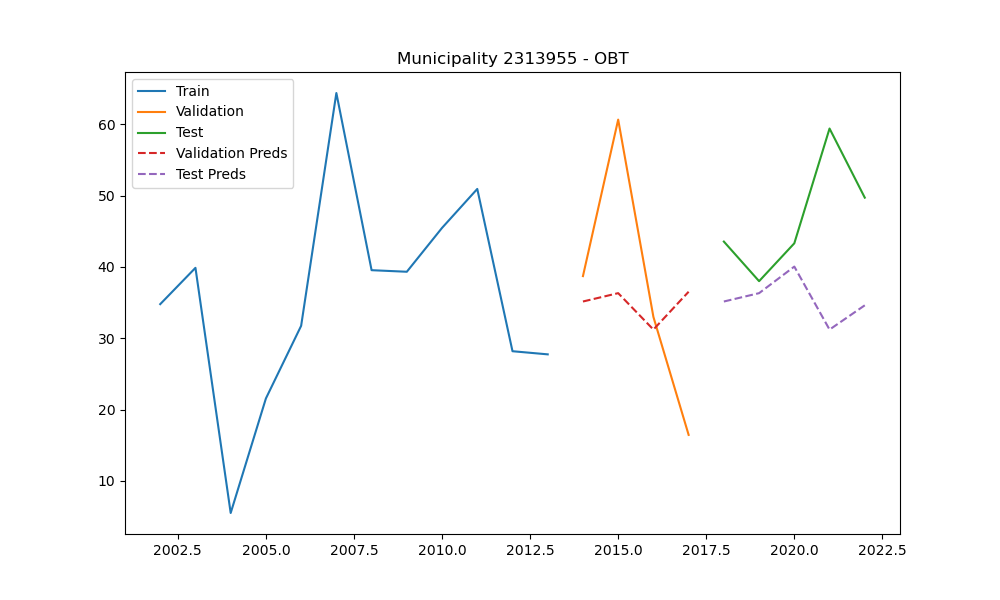 Municipality 2313955 - OBT
Train
Validation
Test
Validation Preds
Test Preds
60
50
40
30
20
10
2002.5 2005.0 2007.5 2010.0 2012.5 2015.0 2017.5 2020.0 2022.5